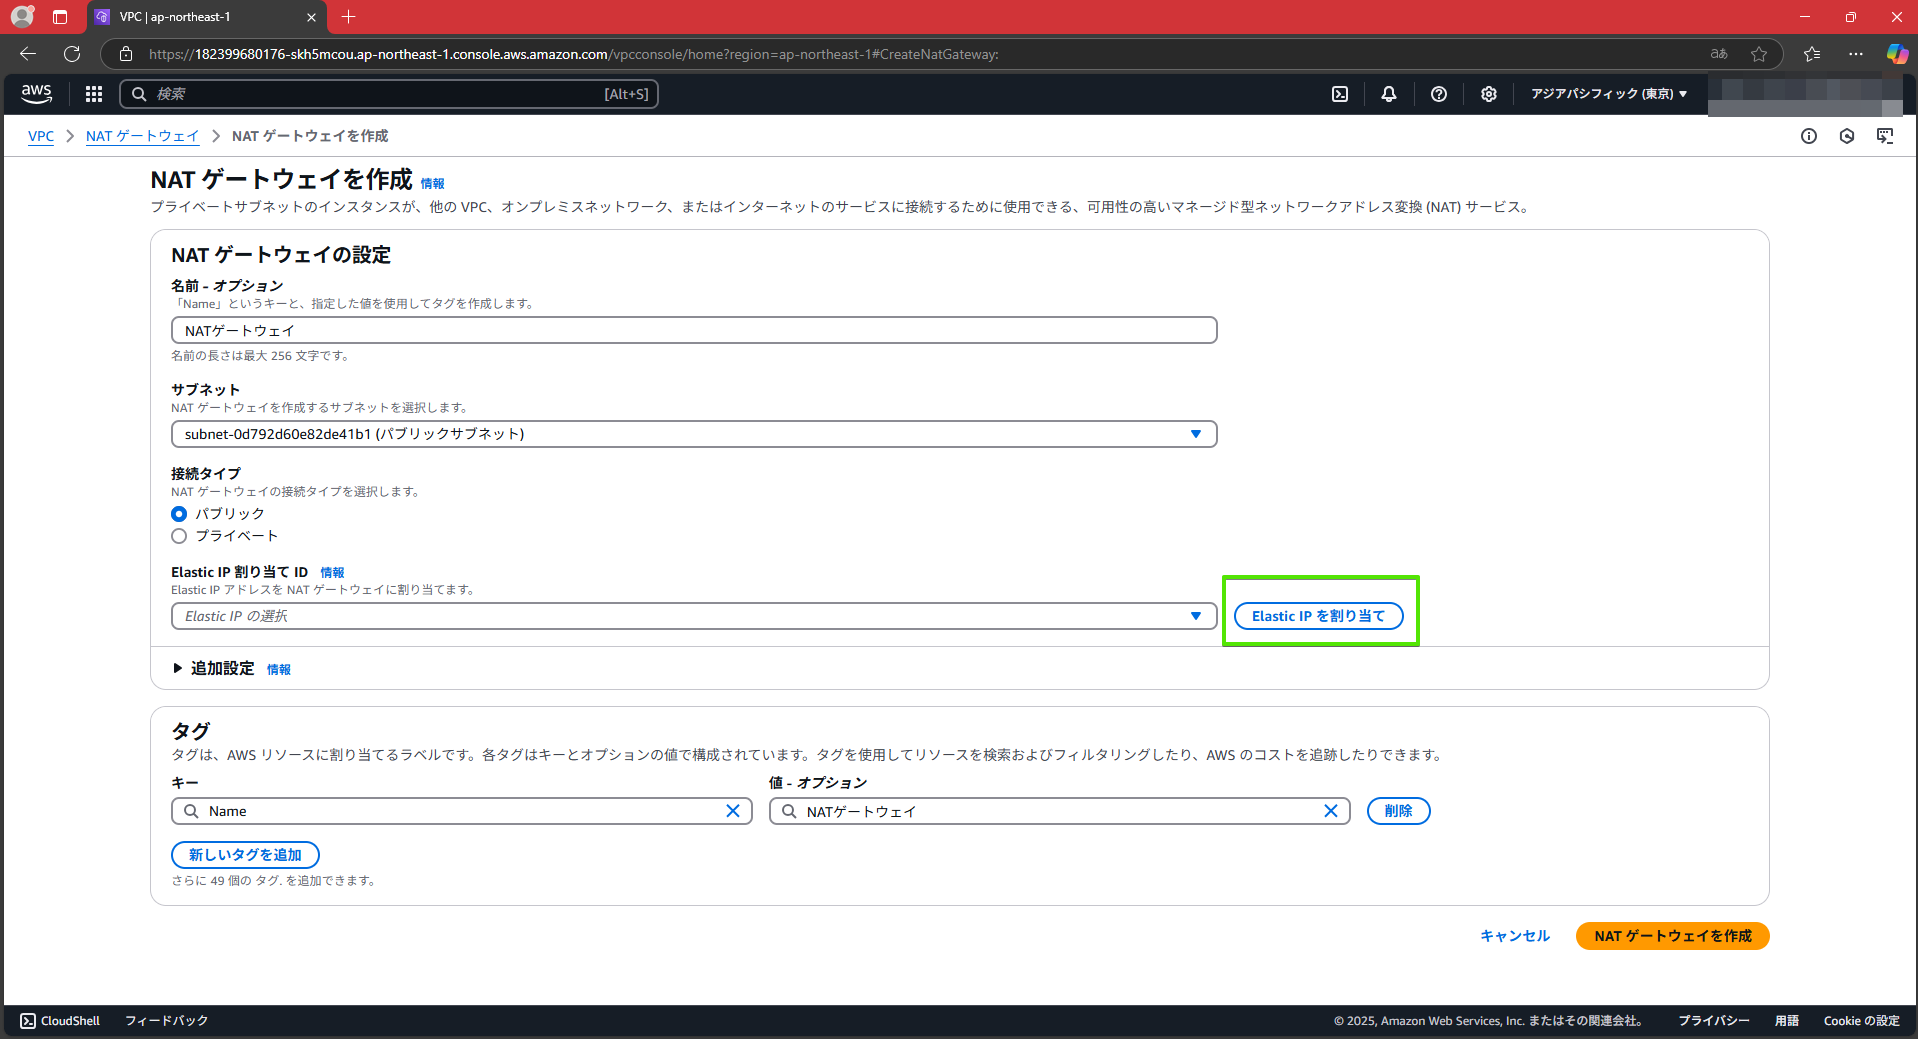 VPC | ap-northeast-1
https://182399680176-skh5mcou.ap-northeast-1.console.aws.amazon.com/vpcconsole/home?region=ap-northeast-1#CreateNatGateway:
aあ
aws
検索
[Alt+S]
アジアパシフィック (東京)
VPC
NAT ゲートウェイ
NAT ゲートウェイを作成
NAT ゲートウェイを作成 情報
プライベートサブネットのインスタンスが、他の VPC、オンプレミスネットワーク、またはインターネットのサービスに接続するために使用できる、可用性の高いマネージド型ネットワークアドレス変換 (NAT) サービス。
NAT ゲートウェイの設定
名前 - オプション
「Name」というキーと、指定した値を使用してタグを作成します。
NATゲートウェイ
名前の長さは最大 256 文字です。
サブネット
NAT ゲートウェイを作成するサブネットを選択します。
subnet-0d792d60e82de41b1 (パブリックサブネット)
接続タイプ
NAT ゲートウェイの接続タイプを選択します。
パブリック
プライベート
Elastic IP 割り当て ID 情報
Elastic IP アドレスを NAT ゲートウェイに割り当てます。
Elastic IP の選択
Elastic IP を割り当て
追加設定 情報
タグ
タグは、AWS リソースに割り当てるラベルです。各タグはキーとオプションの値で構成されています。タグを使用してリソースを検索およびフィルタリングしたり、AWS のコストを追跡したりできます。
キー
値 - オプション
Name
NATゲートウェイ
削除
新しいタグを追加
さらに 49 個の タグ. を追加できます。
キャンセル
NAT ゲートウェイを作成
CloudShell
フィードバック
© 2025, Amazon Web Services, Inc. またはその関連会社。
プライバシー
用語
Cookie の設定